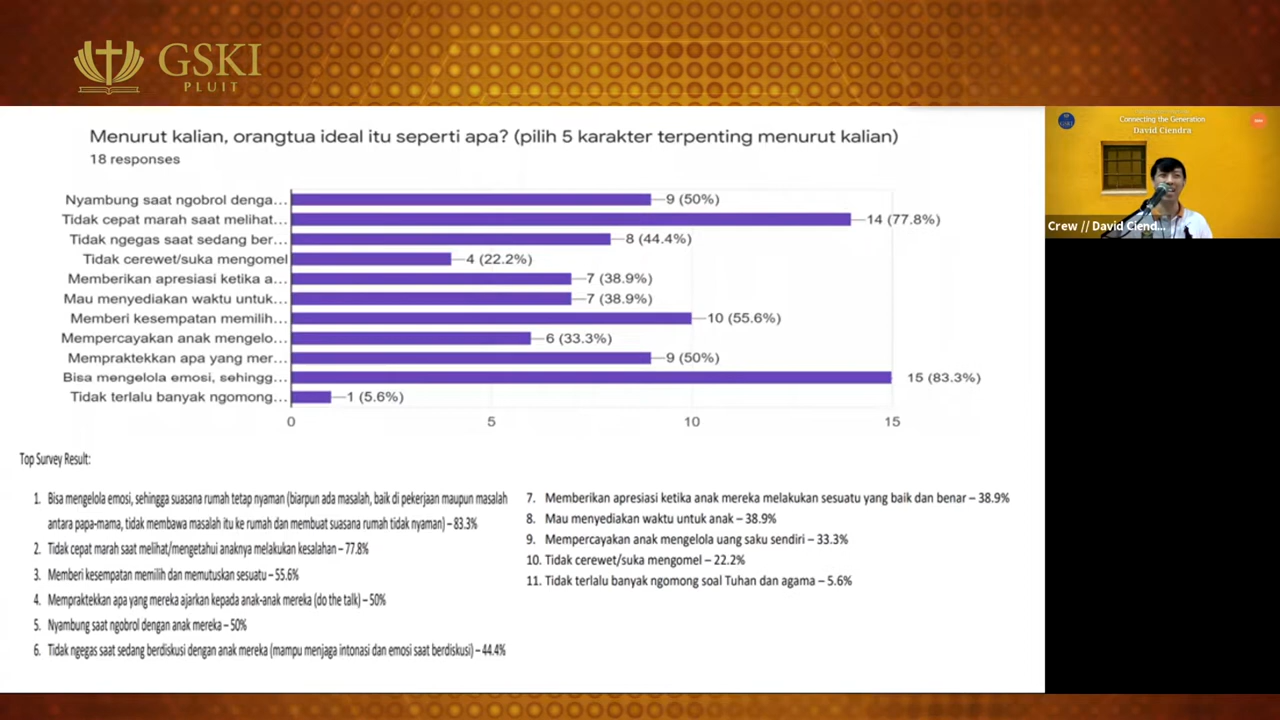 GSKI
PLUIT
Menurut kalian, orangtua ideal itu seperti apa? (pilih 5 karakter terpenting menurut kalian)
18 responses
Nyambung saat ngobrol denga... 9 (50%)
Tidak cepat marah saat melihat... 14 (77.8%)
Tidak ngegas saat sedang ber... 8 (44.4%)
Tidak cerewet/suka mengomel 4 (22.2%)
Memberikan apresiasi ketika a... 7 (38.9%)
Mau menyediakan waktu untuk... 7 (38.9%)
Memberi kesempatan memilih... 10 (55.6%)
Mempercayakan anak mengelo... 6 (33.3%)
Mempraktekkan apa yang mer... 9 (50%)
Bisa mengelola emosi, sehingg... 15 (83.3%)
Tidak terlalu banyak ngomong... 1 (5.6%)
0 5 10 15
Top Survey Result:
1. Bisa mengelola emosi, sehingga suasana rumah tetap nyaman (biarpun ada masalah, baik di pekerjaan maupun masalah
antara papa-mama, tidak membawa masalah itu ke rumah dan membuat suasana rumah tidak nyaman) – 83.3%
2. Tidak cepat marah saat melihat/mengetahui anaknya melakukan kesalahan – 77.8%
3. Memberi kesempatan memilih dan memutuskan sesuatu – 55.6%
4. Mempraktekkan apa yang mereka ajarkan kepada anak-anak mereka (do the talk) – 50%
5. Nyambung saat ngobrol dengan anak mereka – 50%
6. Tidak ngegas saat sedang berdiskusi dengan anak mereka (mampu menjaga intonasi dan emosi saat berdiskusi) – 44.4%
7. Memberikan apresiasi ketika anak mereka melakukan sesuatu yang baik dan benar – 38.9%
8. Mau menyediakan waktu untuk anak – 38.9%
9. Mempercayakan anak mengelola uang saku sendiri – 33.3%
10. Tidak cerewet/suka mengomel – 22.2%
11. Tidak terlalu banyak ngomong soal Tuhan dan agama – 5.6%
Connecting the Generation
David Ciendra
Crew // David Ciend...